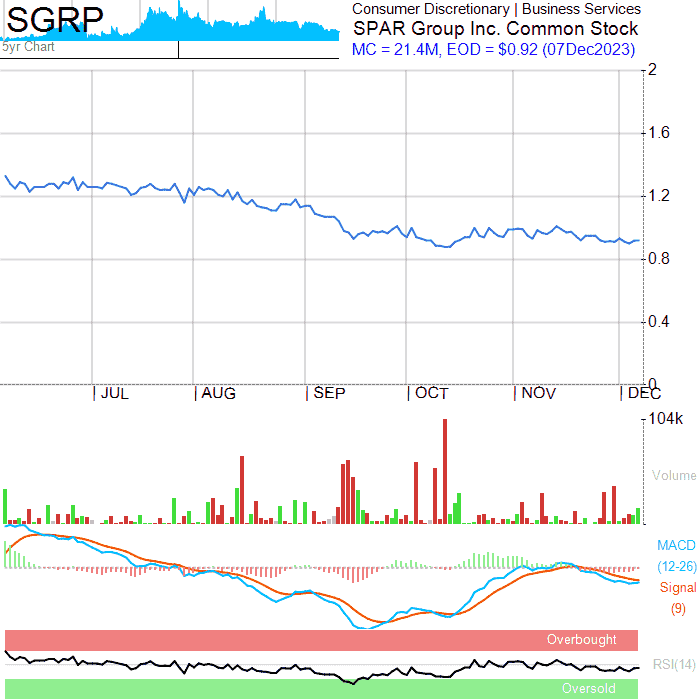 SGRP
5yr Chart
Consumer Discretionary | Business Services
SPAR Group Inc. Common Stock
MC = 21.4M, EOD = $0.92 (07Dec2023)
2
1.6
1.2
0.8
0.4
0
JUL AUG SEP OCT NOV DEC
104k
Volume
MACD
(12-26)
Signal
(9)
Overbought
RSI(14)
Oversold